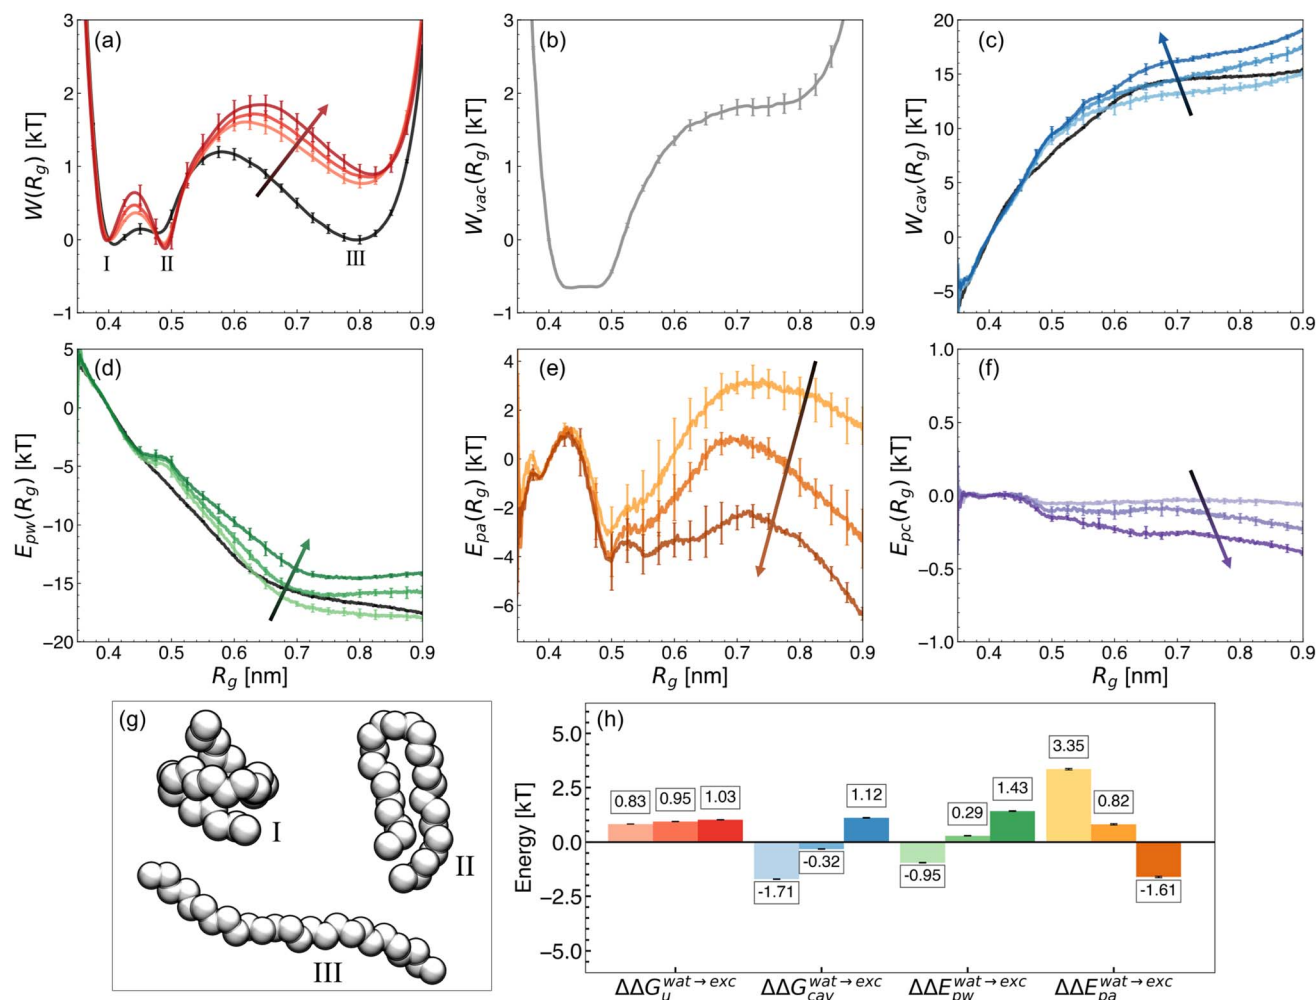 (a)
W(R_g) [kT]
3
2
1
0
−1
I
II
III
0.4 0.5 0.6 0.7 0.8 0.9
(b)
W_vac(R_g) [kT]
3
2
1
0
−1
0.4 0.5 0.6 0.7 0.8 0.9
(c)
W_cav(R_g) [kT]
20
15
10
5
0
−5
0.4 0.5 0.6 0.7 0.8 0.9
(d)
E_pw(R_g) [kT]
5
0
−5
−10
−15
−20
0.4 0.5 0.6 0.7 0.8 0.9
R_g [nm]
(e)
E_pa(R_g) [kT]
4
2
0
−2
−4
−6
0.4 0.5 0.6 0.7 0.8 0.9
R_g [nm]
(f)
E_pc(R_g) [kT]
1.0
0.5
0.0
−0.5
−1.0
0.4 0.5 0.6 0.7 0.8 0.9
R_g [nm]
(g)
I
II
III
(h)
Energy [kT]
5.0
2.5
0.0
−2.5
−5.0
0.83 0.95 1.03
-1.71 -0.32 1.12
-0.95 0.29 1.43
3.35 0.82 -1.61
ΔΔG_u^{wat→exc} ΔΔG_cav^{wat→exc} ΔΔE_pw^{wat→exc} ΔΔE_pa^{wat→exc}